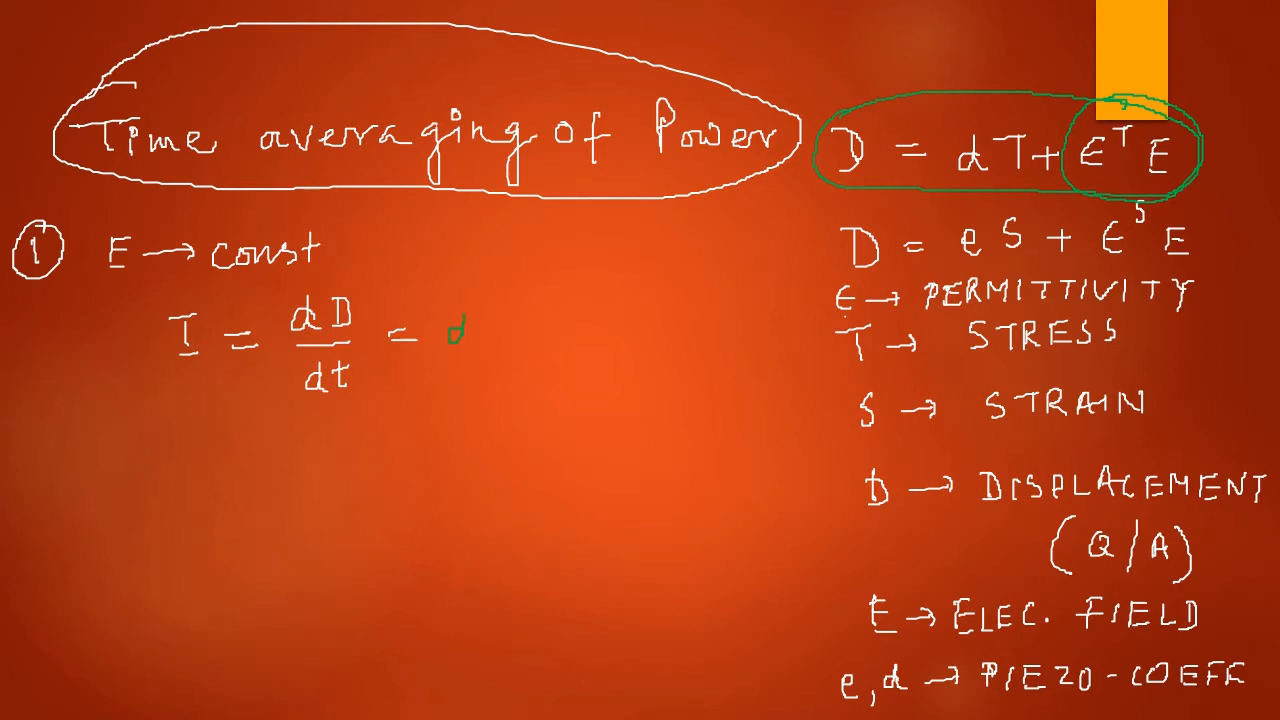 Time averaging of Power
D = dT + ϵ^T E
① E → const
D = eS + ϵ^S E
ϵ → PERMITTIVITY
I = dD/dt = d
T → STRESS
S → STRAIN
D → DISPLACEMENT
(Q/A)
E → ELEC. FIELD
e, d → PIEZO-COEFF